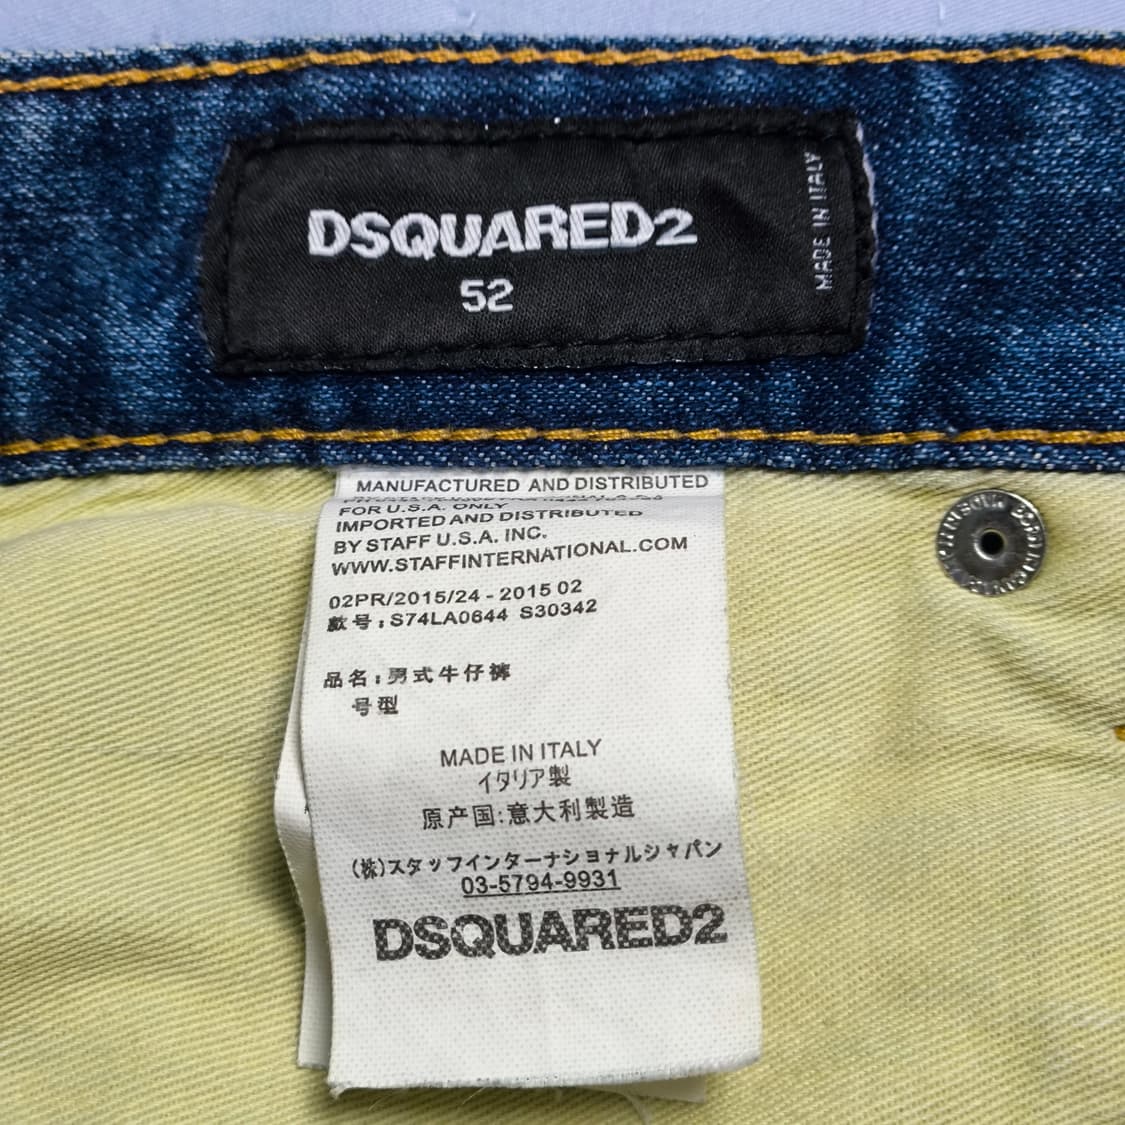 DSQUARED2
52
MADE IN ITALY
MANUFACTURED AND DISTRIBUTED
FOR U.S.A. ONLY
IMPORTED AND DISTRIBUTED
BY STAFF U.S.A. INC.
WWW.STAFFINTERNATIONAL.COM
02PR/2015/24 - 2015 02
款号: S74LA0644 S30342
品名: 男式牛仔裤
号型
MADE IN ITALY
イタリア製
原产国:意大利製造
(株)スタッフインターナショナルジャパン
03-5794-9931
DSQUARED2